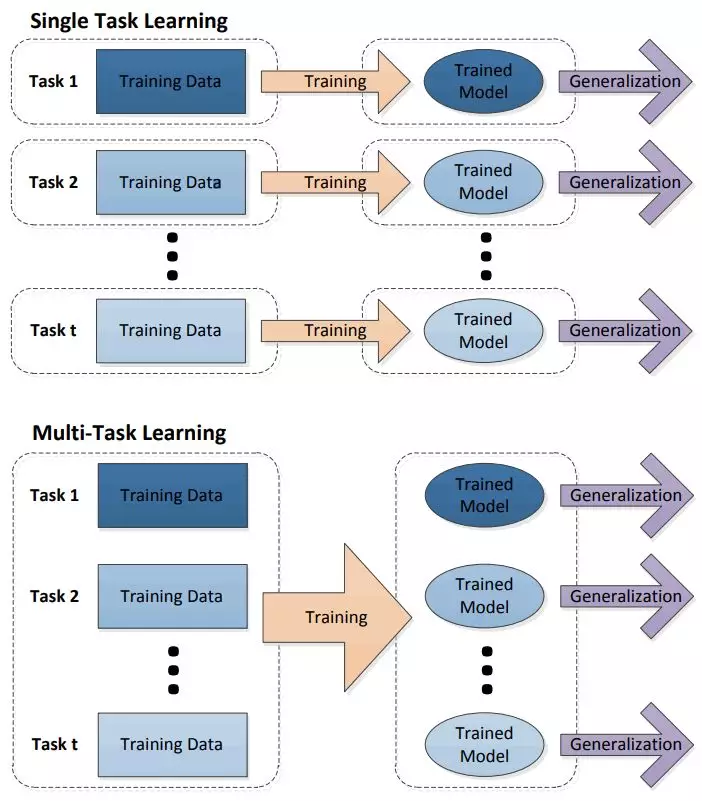 Single Task Learning
Task 1
Training Data
Training
Trained
Model
Generalization
Task 2
Training Data
Training
Trained
Model
Generalization
Task t
Training Data
Training
Trained
Model
Generalization
Multi-Task Learning
Task 1
Training Data
Trained
Model
Generalization
Task 2
Training Data
Training
Trained
Model
Generalization
Task t
Training Data
Trained
Model
Generalization